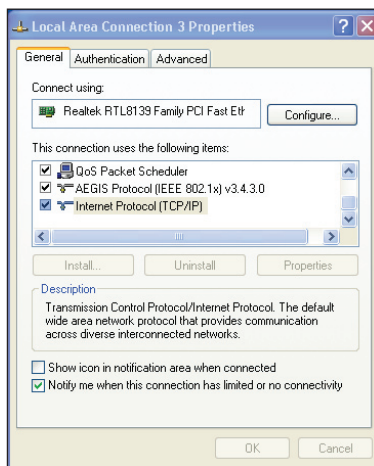 Local Area Connection 3 Properties
General Authentication Advanced
Connect using:
Realtek RTL8139 Family PCI Fast Eth
Configure...
This connection uses the following items:
QoS Packet Scheduler
AEGIS Protocol (IEEE 802.1x) v3.4.3.0
Internet Protocol (TCP/IP)
Install... Uninstall Properties
Description
Transmission Control Protocol/Internet Protocol. The default
wide area network protocol that provides communication
across diverse interconnected networks.
Show icon in notification area when connected
Notify me when this connection has limited or no connectivity
OK Cancel